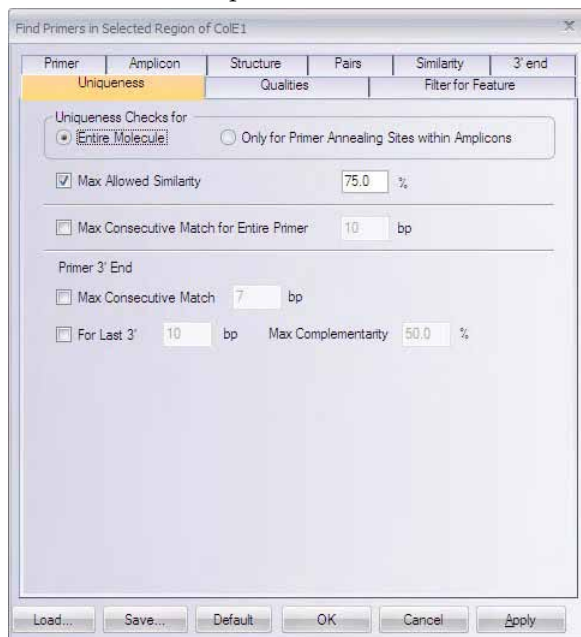 Find Primers in Selected Region of ColE1
Primer Amplicon Structure Pairs Similarity 3' end
Uniqueness Qualities Filter for Feature
Uniqueness Checks for
Entire Molecule Only for Primer Annealing Sites within Amplicons
Max Allowed Similarity 75.0 %
Max Consecutive Match for Entire Primer 10 bp
Primer 3' End
Max Consecutive Match 7 bp
For Last 3' 10 bp Max Complementarity 50.0 %
Load... Save... Default OK Cancel Apply